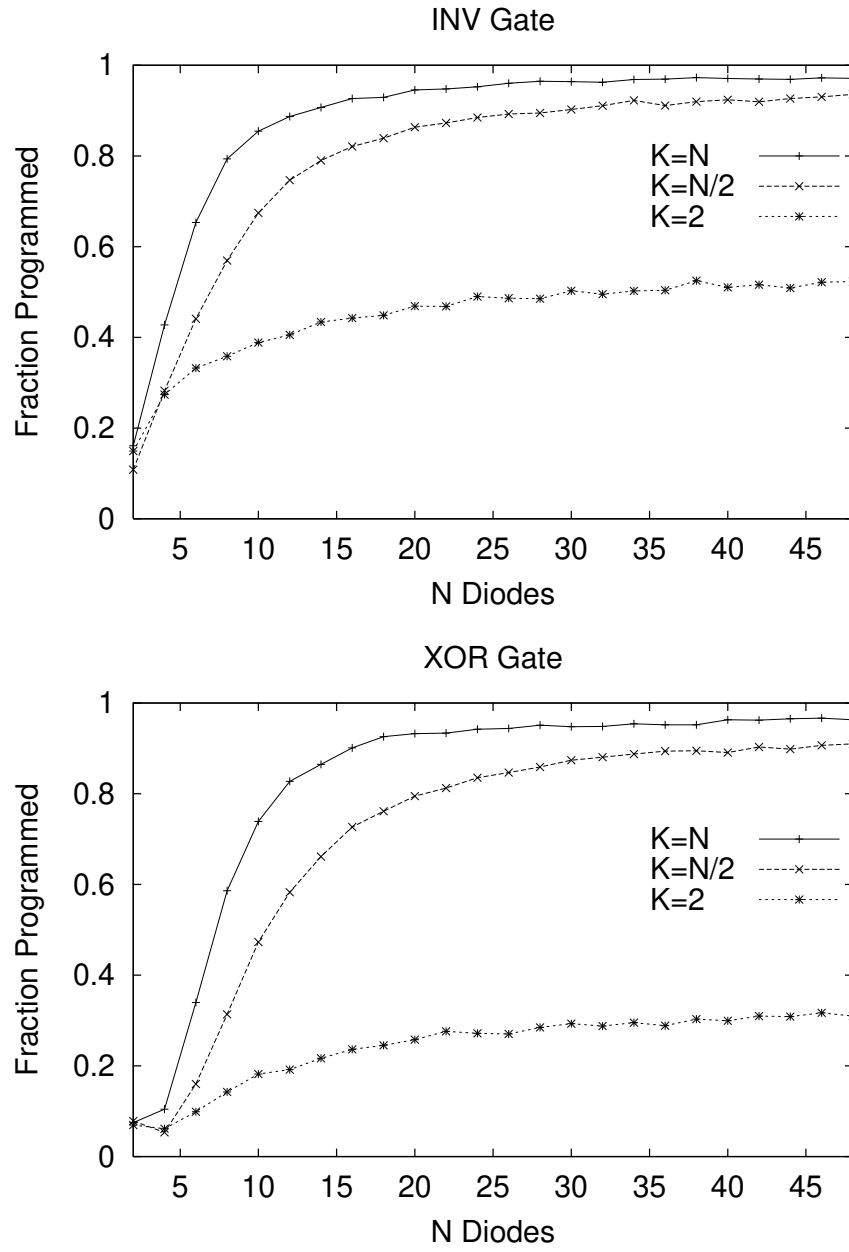 INV Gate
1
0.8
0.6
0.4
0.2
0
Fraction Programmed
K=N
K=N/2
K=2
5 10 15 20 25 30 35 40 45
N Diodes
XOR Gate
1
0.8
0.6
0.4
0.2
0
Fraction Programmed
K=N
K=N/2
K=2
5 10 15 20 25 30 35 40 45
N Diodes